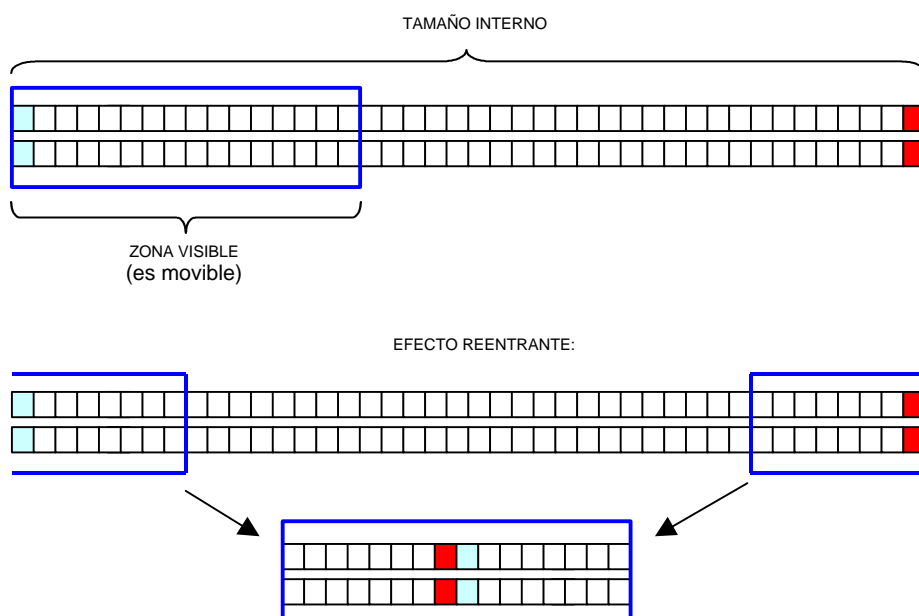 TAMAÑO INTERNO
ZONA VISIBLE
(es movible)
EFECTO REENTRANTE: